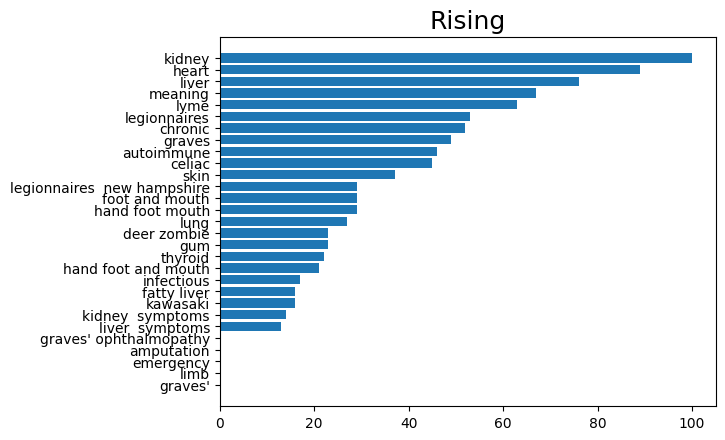 Rising
kidney
heart
liver
meaning
lyme
legionnaires
chronic
graves
autoimmune
celiac
skin
legionnaires  new hampshire
foot and mouth
hand foot mouth
lung
deer zombie
gum
thyroid
hand foot and mouth
infectious
fatty liver
kawasaki
kidney  symptoms
liver  symptoms
graves' ophthalmopathy
amputation
emergency
limb
graves'
0 20 40 60 80 100